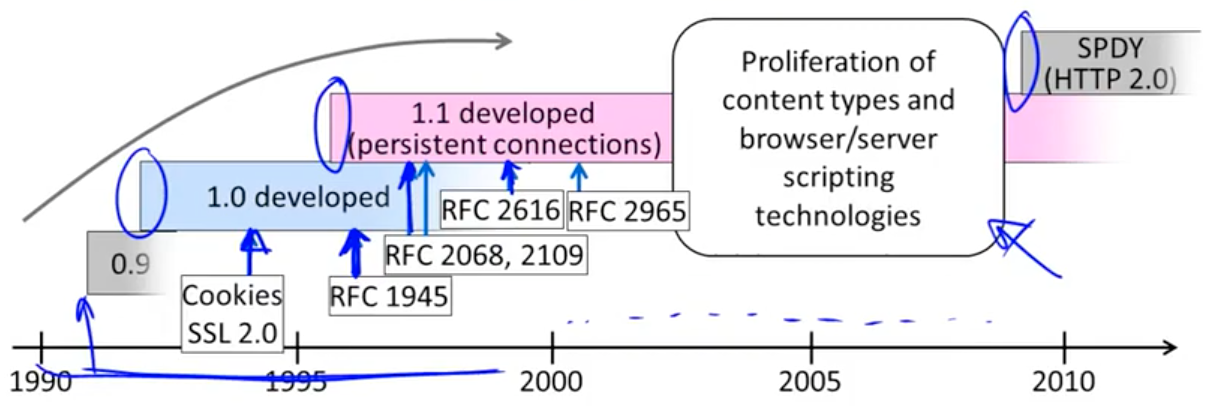 SPDY
(HTTP 2.0)
Proliferation of
content types and
browser/server
scripting
technologies
1.1 developed
(persistent connections)
1.0 developed
RFC 2616
RFC 2965
0.9
RFC 2068, 2109
Cookies
SSL 2.0
RFC 1945
1990
1995
2000
2005
2010